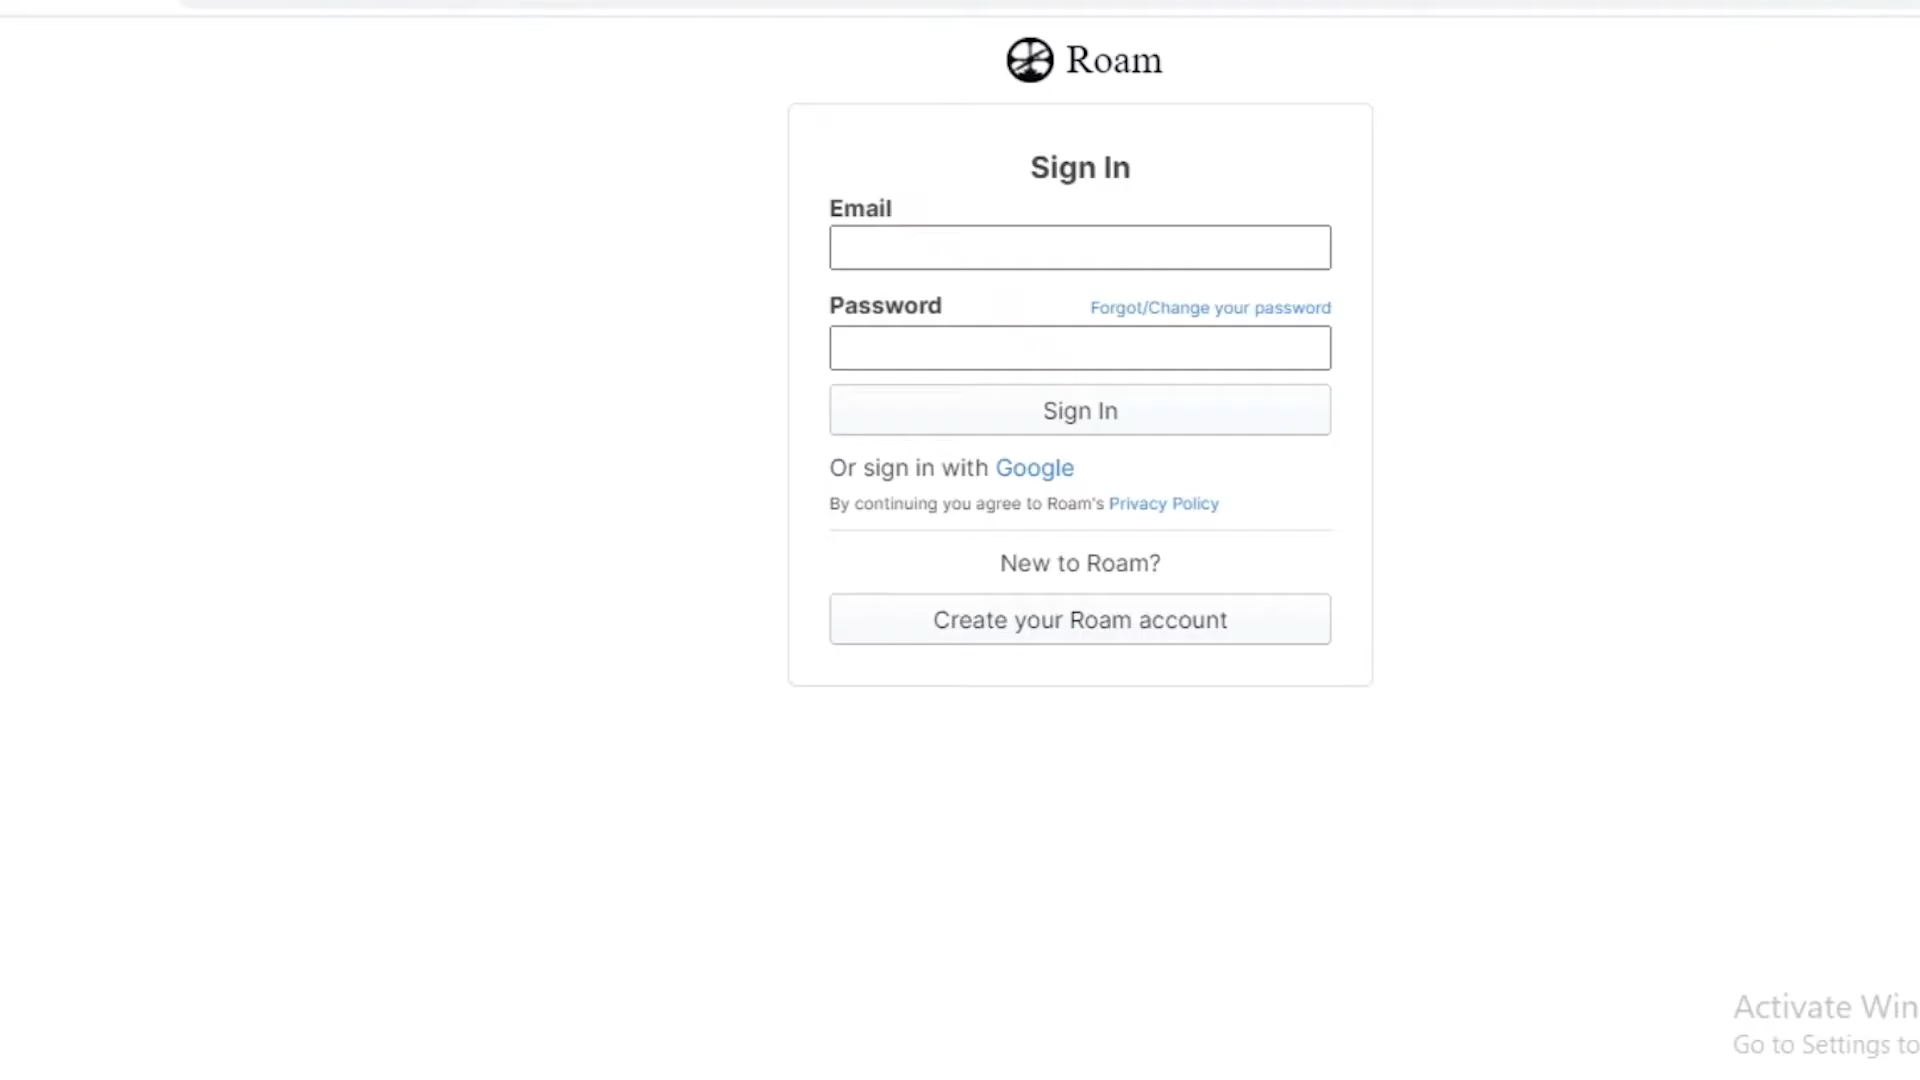 Roam
Sign In
Email
Password
Forgot/Change your password
Sign In
Or sign in with Google
By continuing you agree to Roam's Privacy Policy
New to Roam?
Create your Roam account
Activate Win
Go to Settings to